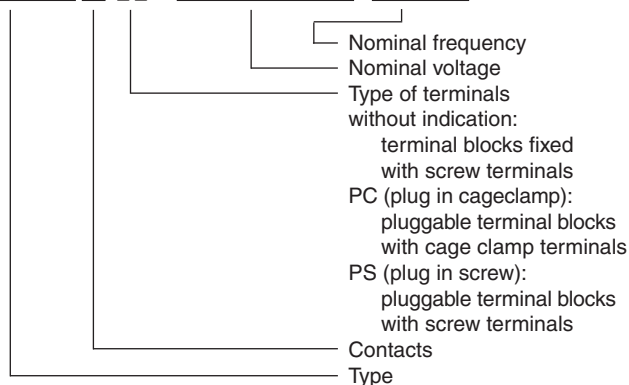 Nominal frequency
Nominal voltage
Type of terminals
without indication:
terminal blocks fixed
with screw terminals
PC (plug in cageclamp):
pluggable terminal blocks
with cage clamp terminals
PS (plug in screw):
pluggable terminal blocks
with screw terminals
Contacts
Type